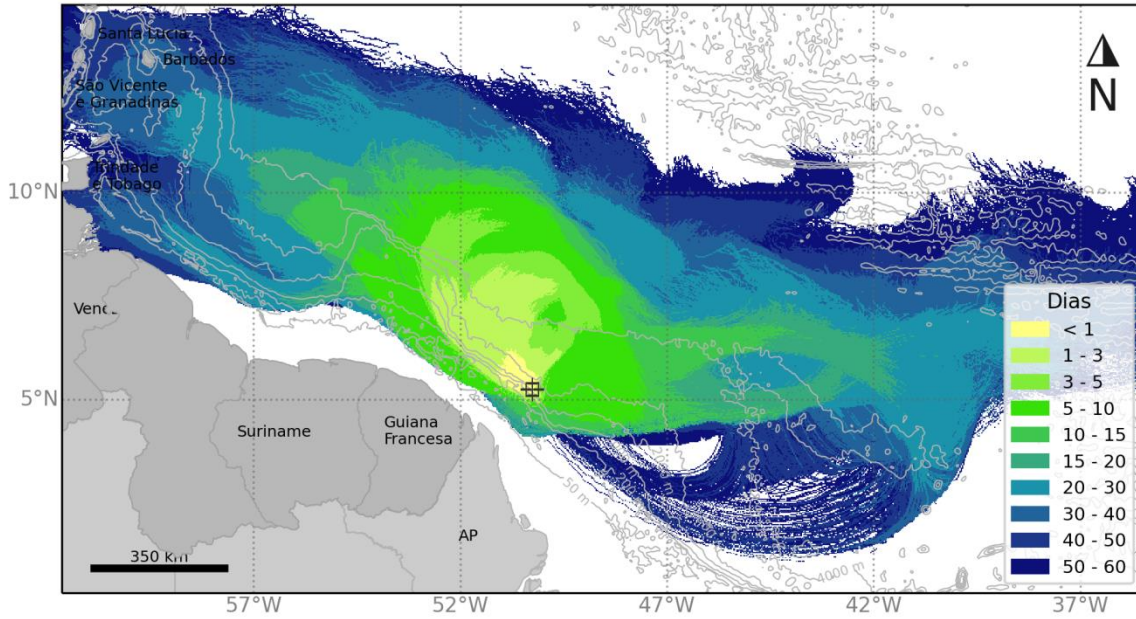 Santa Lucia
Barbados
São Vicente
e Granadinas
N
Trindade
e Tobago
10°N
Dias
< 1
1 - 3
3 - 5
5 - 10
10 - 15
15 - 20
20 - 30
30 - 40
40 - 50
50 - 60
5°N
Suriname
Guiana
Francesa
50 m
AP
4000 m
350 km
57°W
52°W
47°W
42°W
37°W